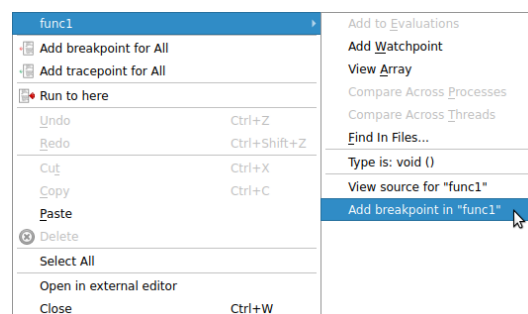 func1
Add breakpoint for All
Add tracepoint for All
Run to here
Undo Ctrl+Z
Redo Ctrl+Shift+Z
Cut Ctrl+X
Copy Ctrl+C
Paste
Delete
Select All
Open in external editor
Close Ctrl+W
Add to Evaluations
Add Watchpoint
View Array
Compare Across Processes
Compare Across Threads
Find In Files...
Type is: void ()
View source for "func1"
Add breakpoint in "func1"